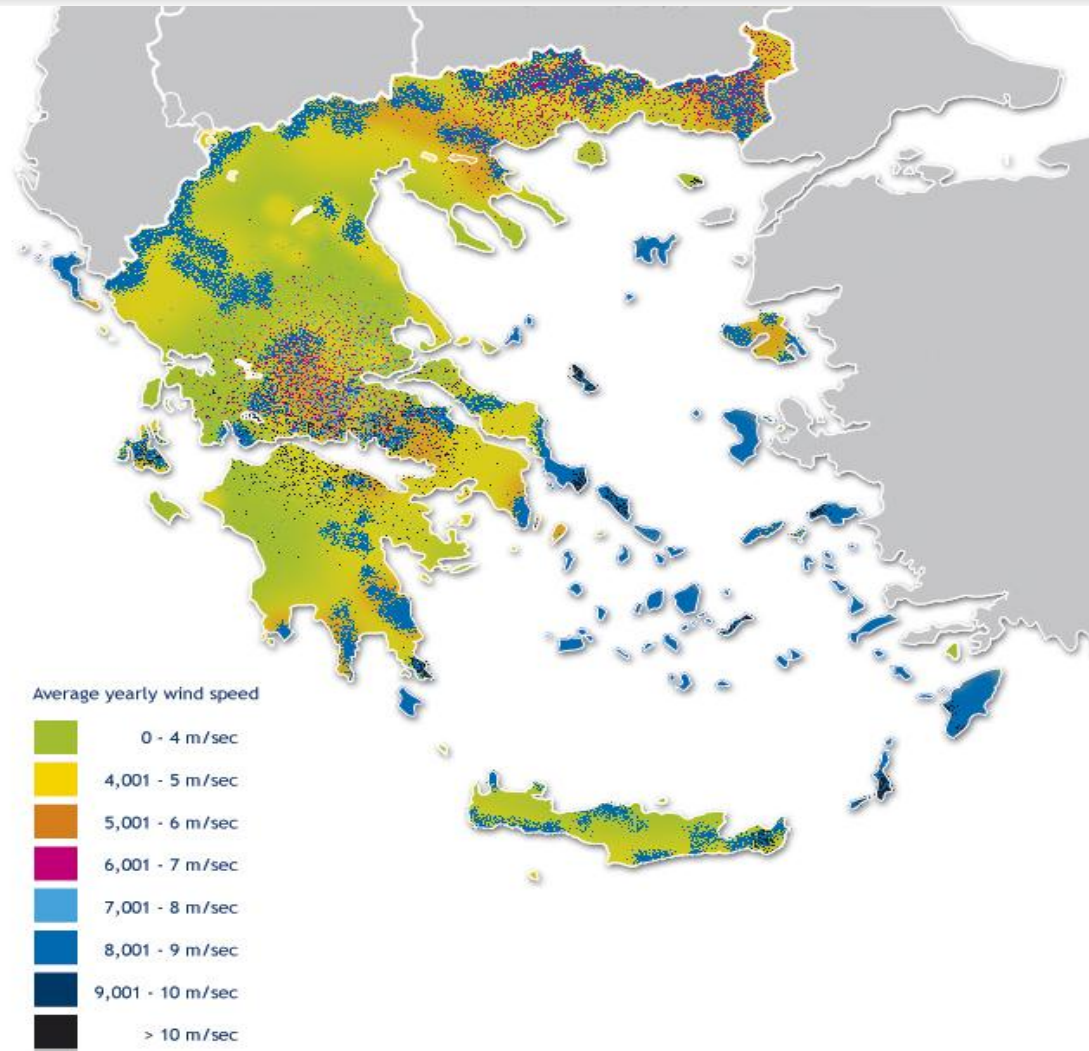 Average yearly wind speed
0 - 4 m/sec
4,001 - 5 m/sec
5,001 - 6 m/sec
6,001 - 7 m/sec
7,001 - 8 m/sec
8,001 - 9 m/sec
9,001 - 10 m/sec
> 10 m/sec